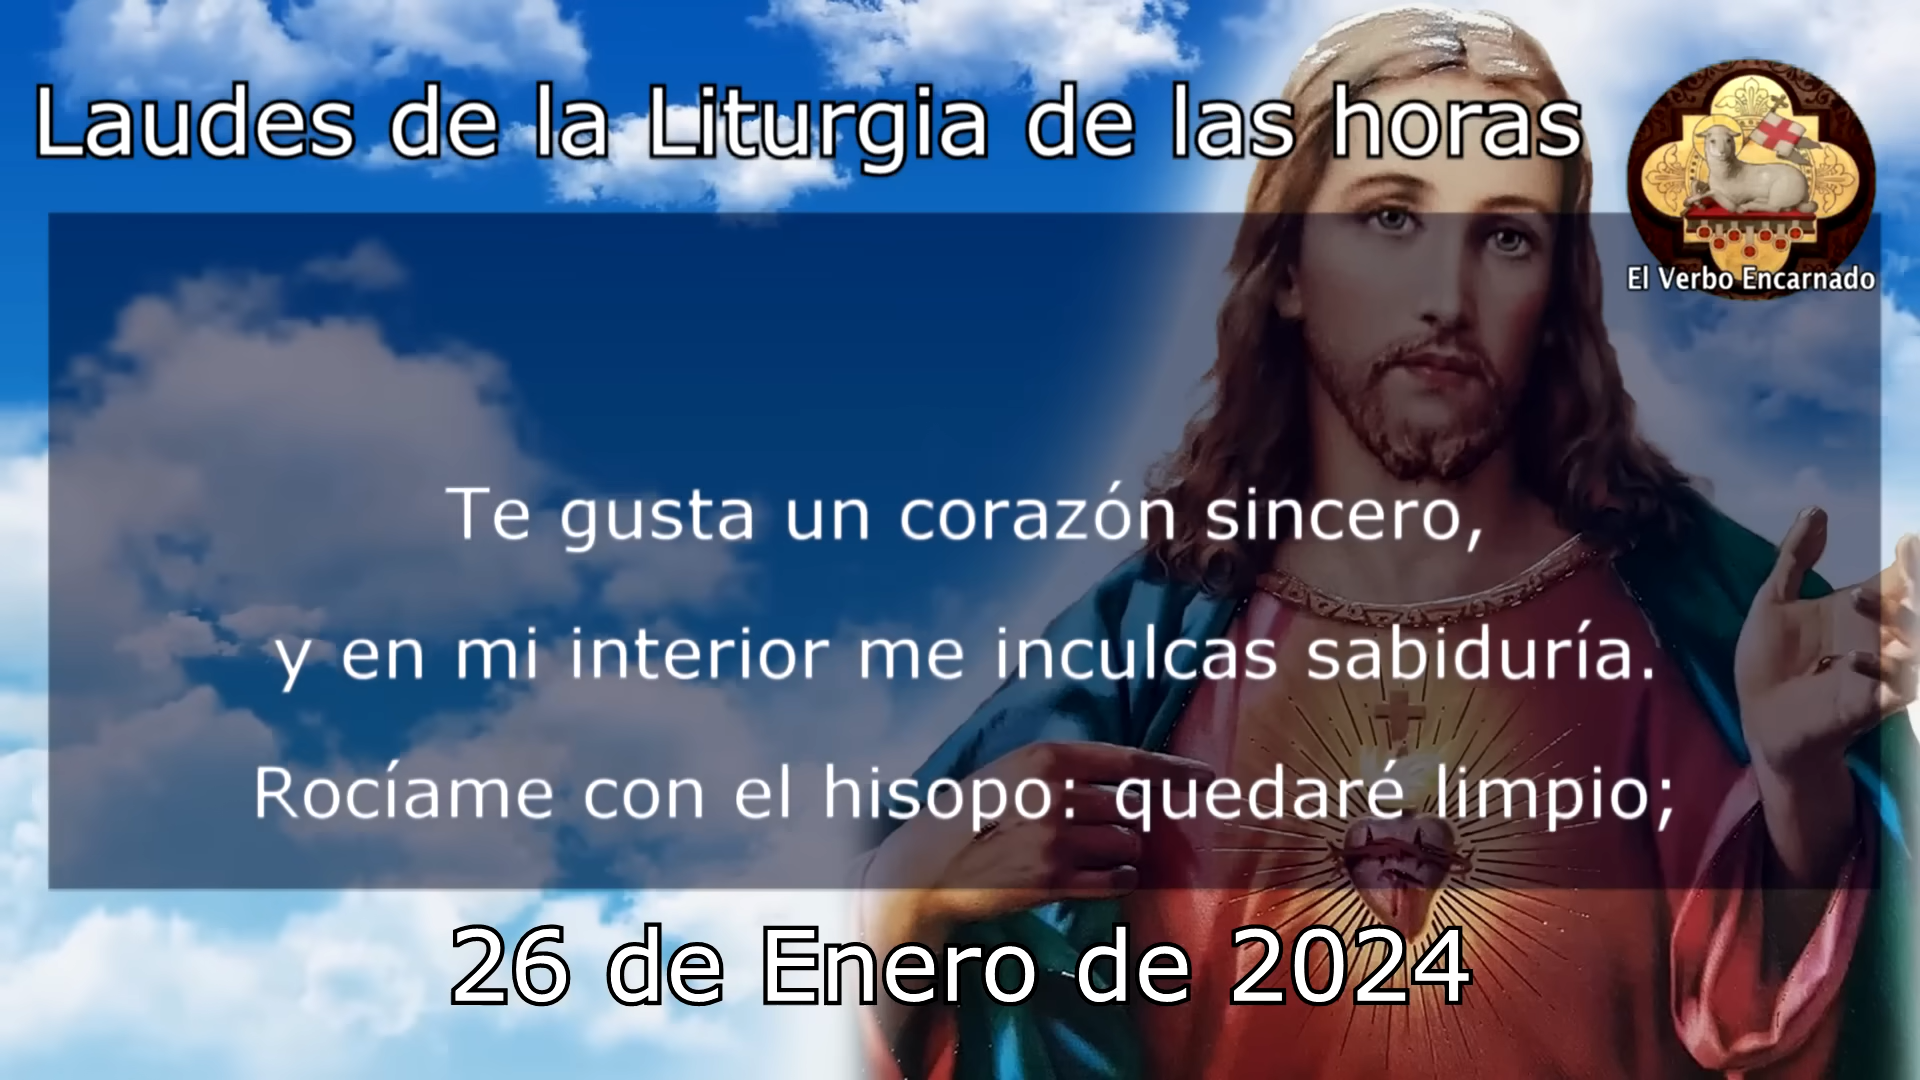 Laudes de la Liturgia de las horas
El Verbo Encarnado
Te gusta un corazón sincero,
y en mi interior me inculcas sabiduría.
Rocíame con el hisopo: quedaré limpio;
26 de Enero de 2024